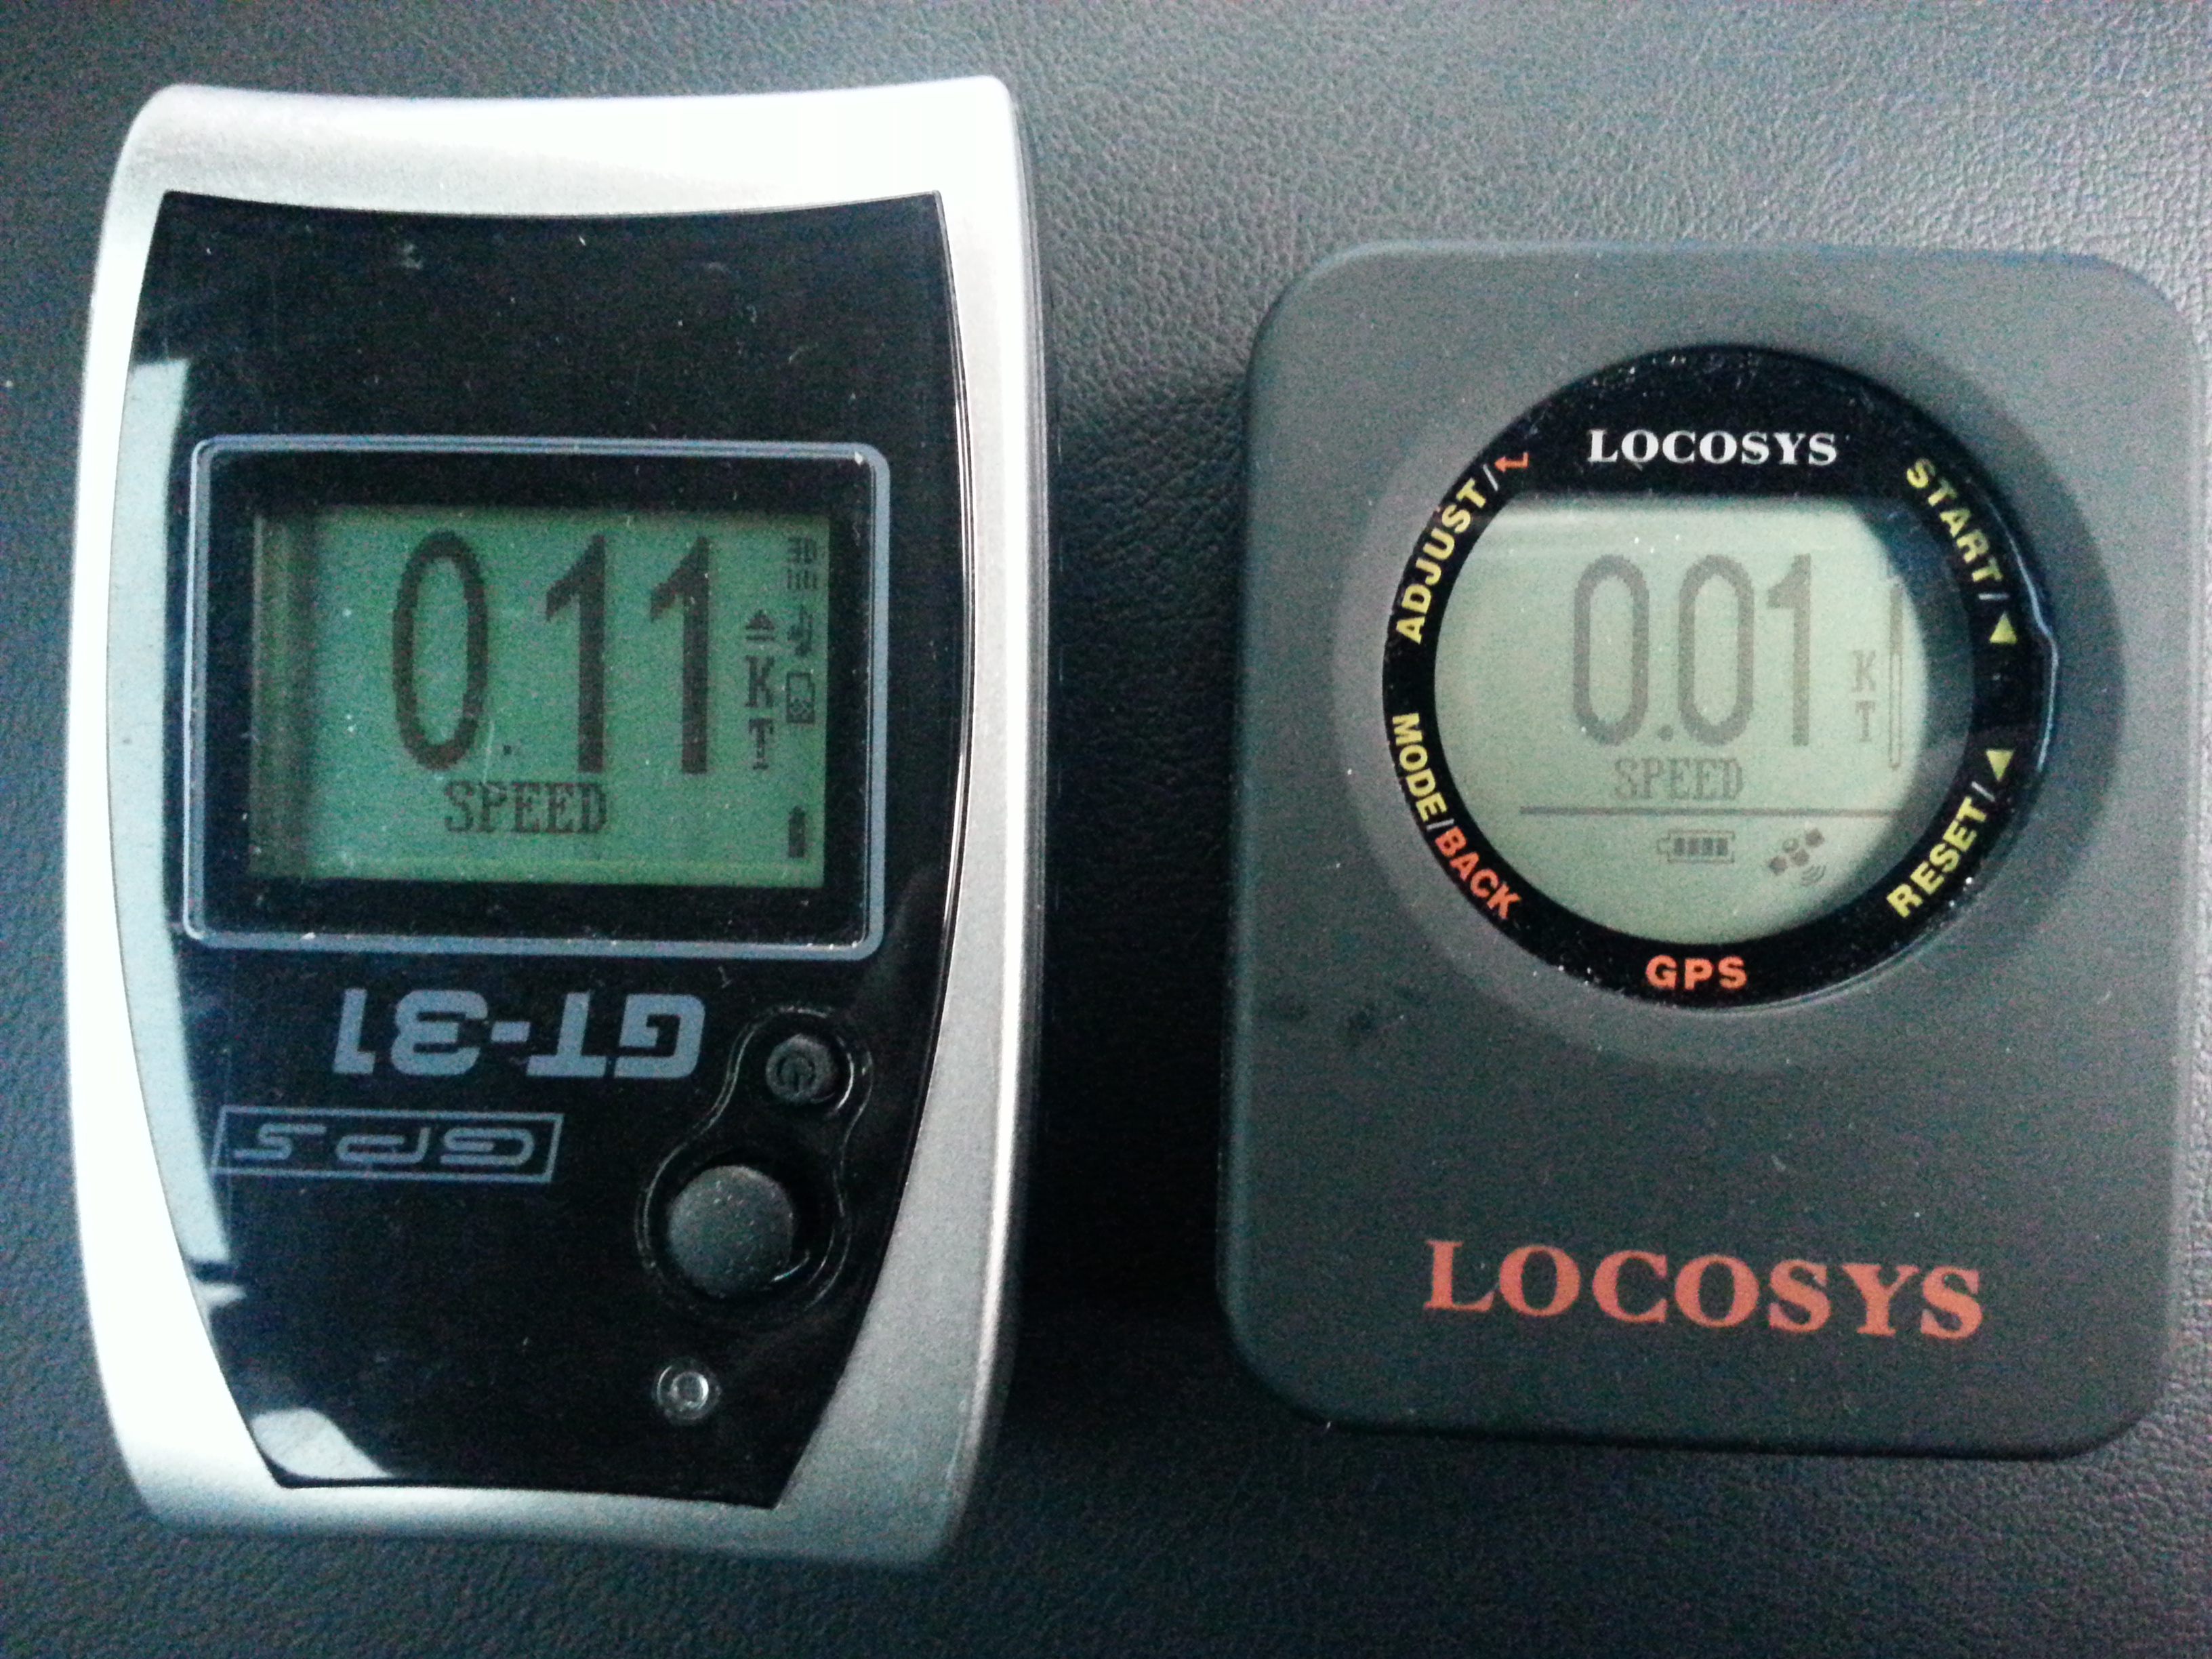 0.11
KT
SPEED
GT-31
GPS
LOCOSYS
ADJUST/
START/
0.01
KT
SPEED
MODE/BACK
RESET/
GPS
LOCOSYS